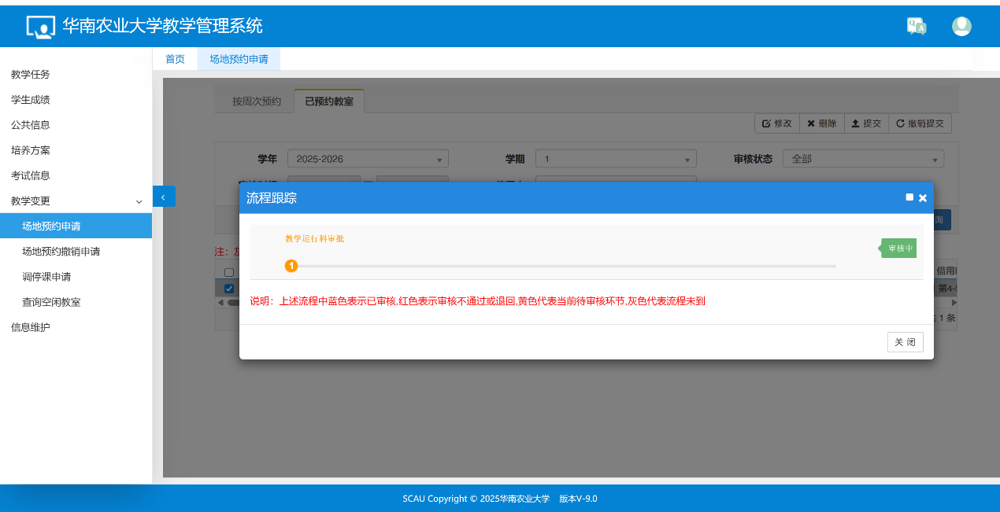 华南农业大学教学管理系统
首页
场地预约申请
教学任务
学生成绩
公共信息
培养方案
考试信息
教学变更
场地预约申请
场地预约撤销申请
调停课申请
查询空闲教室
信息维护
按周次预约
已预约教室
修改
删除
提交
撤销提交
学年
2025-2026
学期
1
审核状态
全部
流程跟踪
教学运行科审批
1
审核中
说明：上述流程中蓝色表示已审核,红色表示审核不通过或退回,黄色代表当前待审核环节,灰色代表流程未到
关 闭
询
注：
借用
第4-
1 条
SCAU Copyright © 2025华南农业大学 版本V-9.0